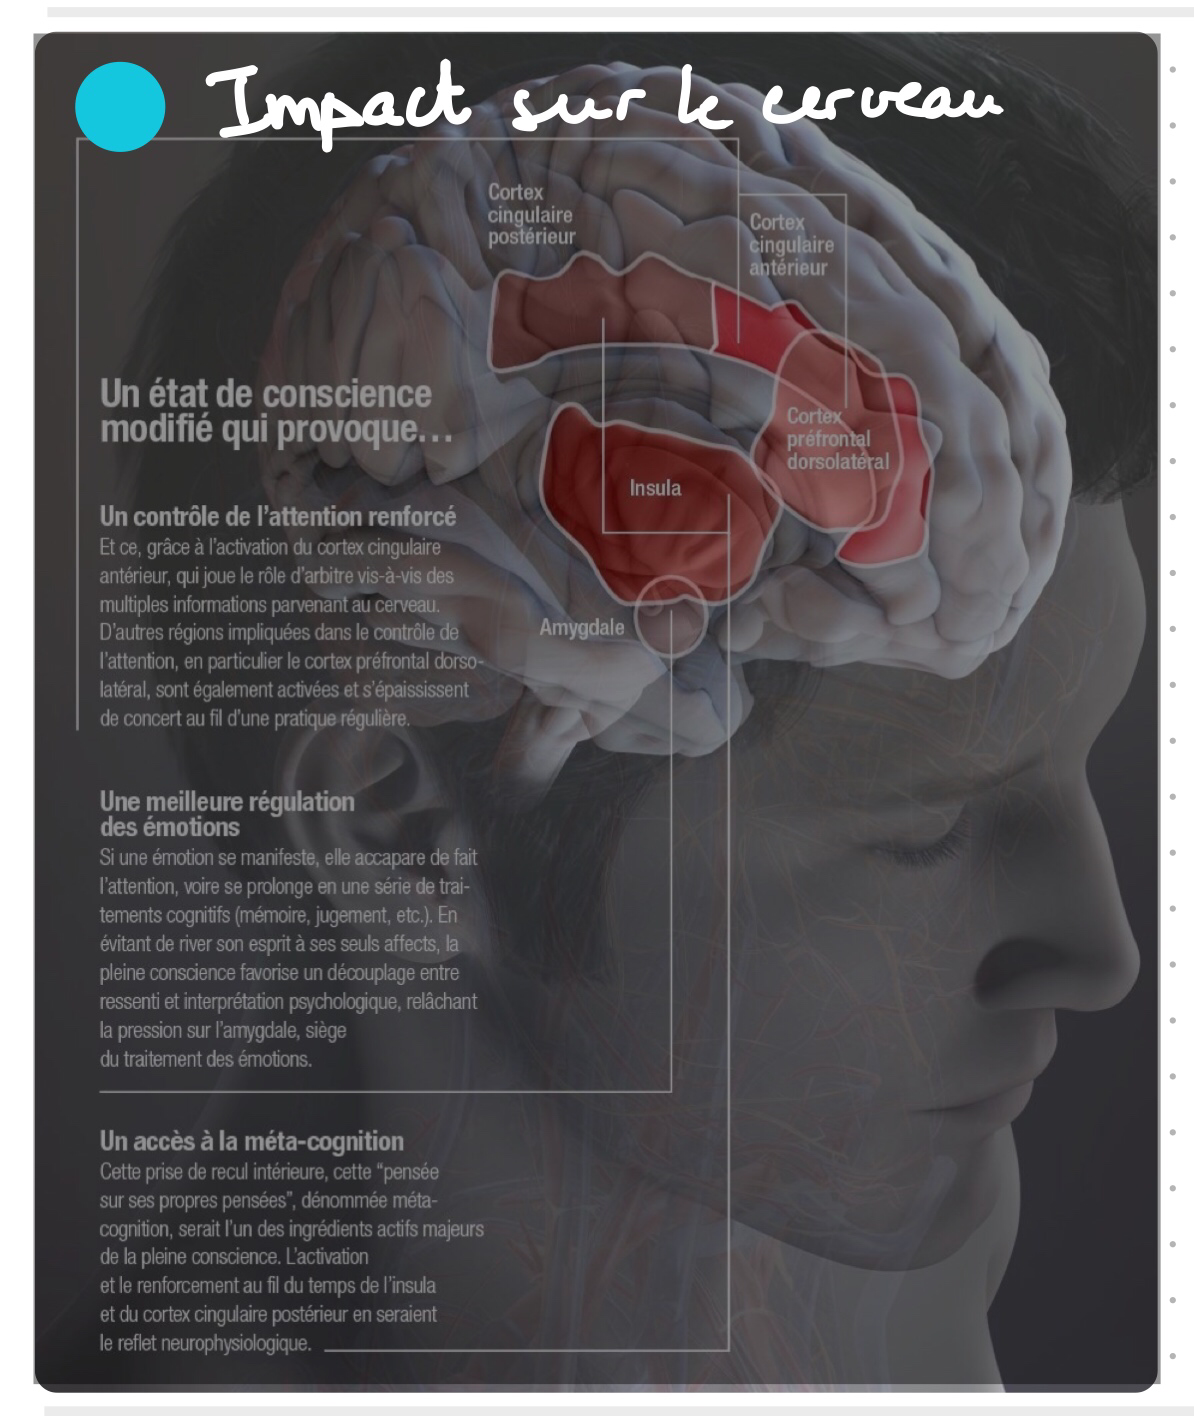 Impact sur le cerveau
Cortex
cingulaire
postérieur
Cortex
cingulaire
antérieur
Cortex
préfrontal
dorsolatéral
Insula
Amygdale
Un état de conscience
modifié qui provoque…
Un contrôle de l’attention renforcé
Et ce, grâce à l’activation du cortex cingulaire
antérieur, qui joue le rôle d’arbitre vis-à-vis des
multiples informations parvenant au cerveau.
D’autres régions impliquées dans le contrôle de
l’attention, en particulier le cortex préfrontal dorso-
latéral, sont également activées et s’épaississent
de concert au fil d’une pratique régulière.
Une meilleure régulation
des émotions
Si une émotion se manifeste, elle accapare de fait
l’attention, voire se prolonge en une série de trai-
tements cognitifs (mémoire, jugement, etc.). En
évitant de river son esprit à ses seuls affects, la
pleine conscience favorise un découplage entre
ressenti et interprétation psychologique, relâchant
la pression sur l’amygdale, siège
du traitement des émotions.
Un accès à la méta-cognition
Cette prise de recul intérieure, cette “pensée
sur ses propres pensées”, dénommée méta-
cognition, serait l’un des ingrédients actifs majeurs
de la pleine conscience. L’activation
et le renforcement au fil du temps de l’insula
et du cortex cingulaire postérieur en seraient
le reflet neurophysiologique.